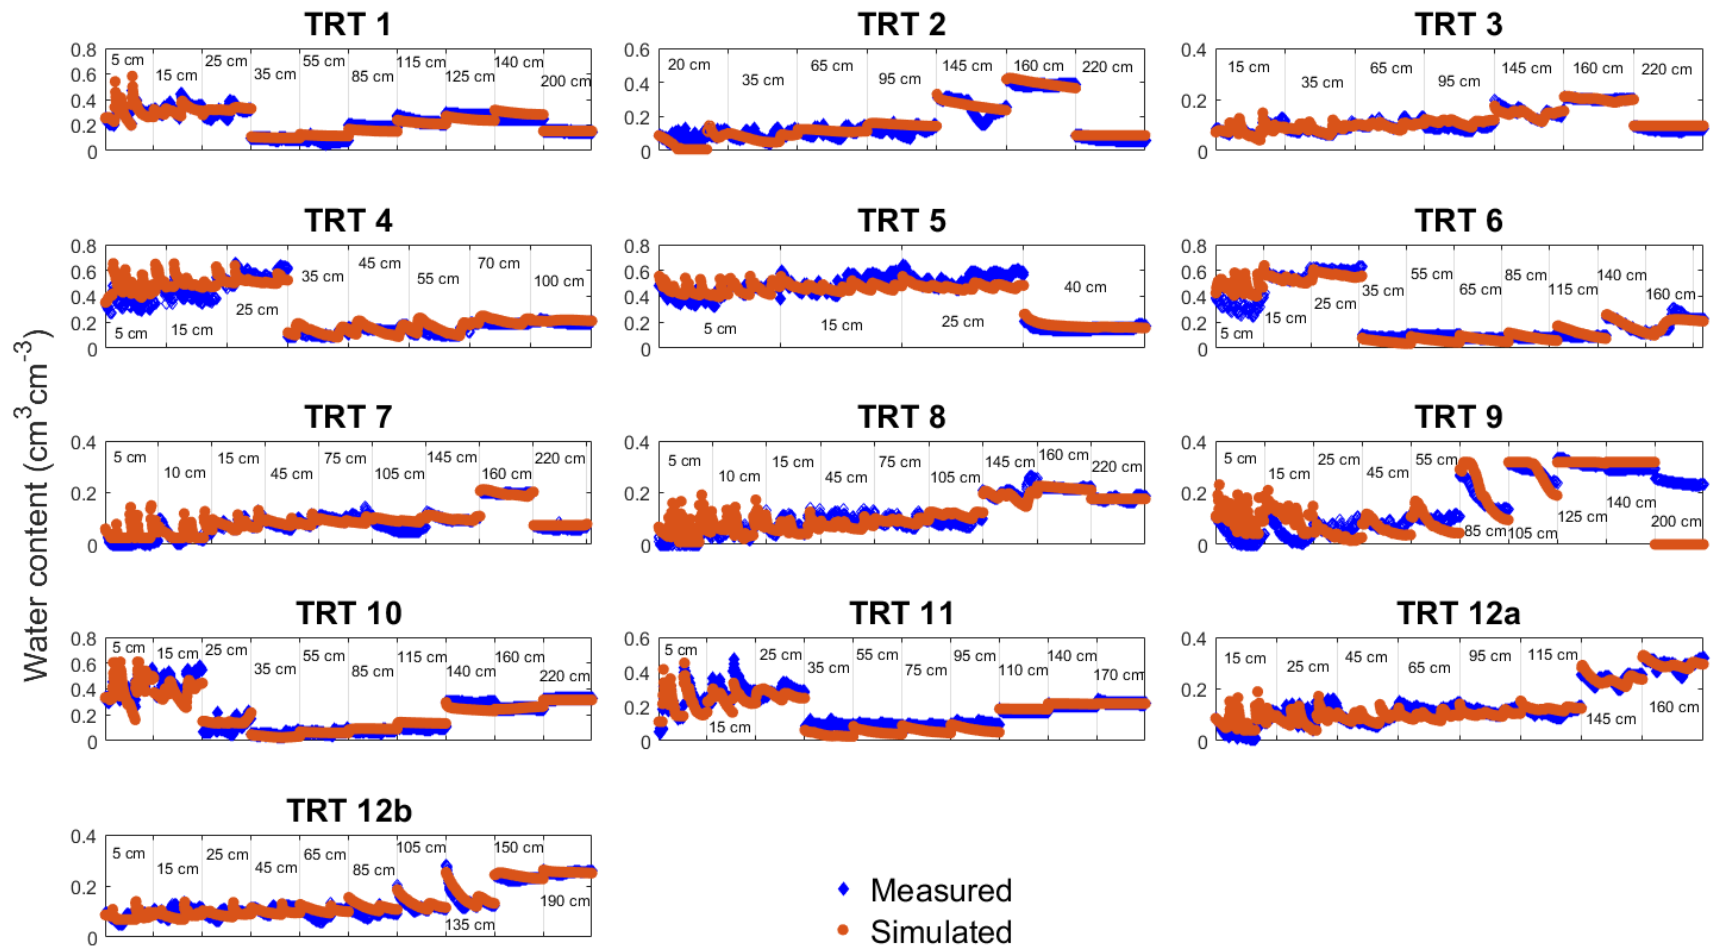 TRT 1
TRT 2
TRT 3
0.8
0.6
0.4
0.2
0
5 cm
15 cm
25 cm
35 cm
55 cm
85 cm
115 cm
125 cm
140 cm
200 cm
0.6
0.4
0.2
0
20 cm
35 cm
65 cm
95 cm
145 cm
160 cm
220 cm
0.4
0.2
0
15 cm
35 cm
65 cm
95 cm
145 cm
160 cm
220 cm
TRT 4
TRT 5
TRT 6
0.8
0.6
0.4
0.2
0
5 cm
15 cm
25 cm
35 cm
45 cm
55 cm
70 cm
100 cm
0.8
0.6
0.4
0.2
0
5 cm
15 cm
25 cm
40 cm
0.8
0.6
0.4
0.2
0
5 cm
15 cm
25 cm
35 cm
55 cm
65 cm
85 cm
115 cm
140 cm
160 cm
Water content (cm³cm⁻³)
TRT 7
TRT 8
TRT 9
0.4
0.2
0
5 cm
10 cm
15 cm
45 cm
75 cm
105 cm
145 cm
160 cm
220 cm
0.4
0.2
0
5 cm
10 cm
15 cm
45 cm
75 cm
105 cm
145 cm
160 cm
220 cm
0.4
0.2
0
5 cm
15 cm
25 cm
45 cm
55 cm
85 cm
105 cm
125 cm
140 cm
200 cm
TRT 10
TRT 11
TRT 12a
0.8
0.6
0.4
0.2
0
5 cm
15 cm
25 cm
35 cm
55 cm
85 cm
115 cm
140 cm
160 cm
220 cm
0.6
0.4
0.2
0
5 cm
15 cm
25 cm
35 cm
55 cm
75 cm
95 cm
110 cm
140 cm
170 cm
0.4
0.2
0
15 cm
25 cm
45 cm
65 cm
95 cm
115 cm
145 cm
160 cm
TRT 12b
0.4
0.2
0
5 cm
15 cm
25 cm
45 cm
65 cm
85 cm
105 cm
135 cm
150 cm
190 cm
Measured
Simulated